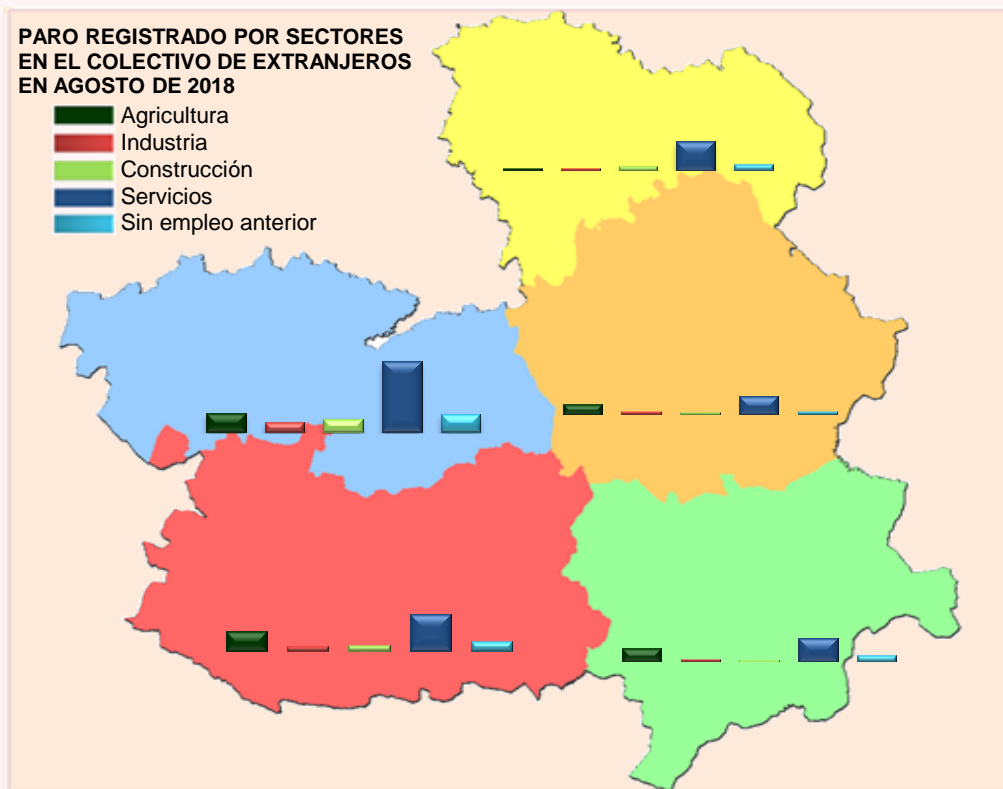 PARO REGISTRADO POR SECTORES
EN EL COLECTIVO DE EXTRANJEROS
EN AGOSTO DE 2018
Agricultura
Industria
Construcción
Servicios
Sin empleo anterior